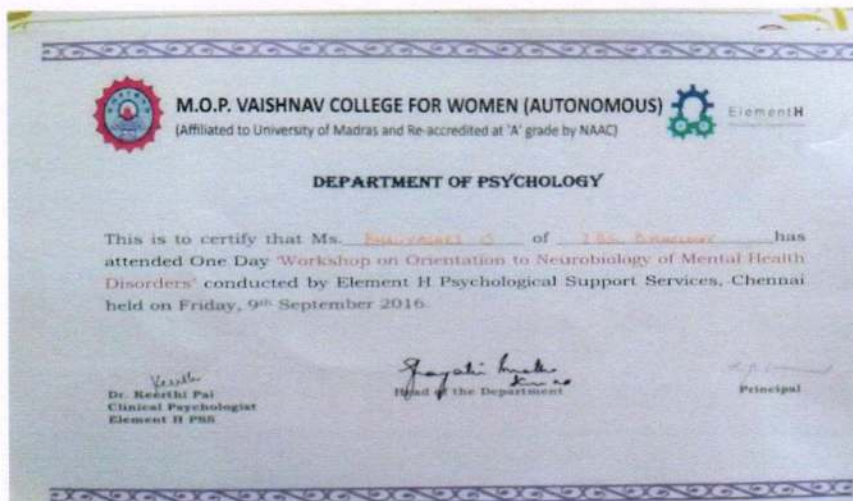 M.O.P. VAISHNAV COLLEGE FOR WOMEN (AUTONOMOUS)
(Affiliated to University of Madras and Re-accredited at 'A' grade by NAAC)
ElementH
DEPARTMENT OF PSYCHOLOGY
This is to certify that Ms. of has
attended One Day 'Workshop on Orientation to Neurobiology of Mental Health
Disorders' conducted by Element H Psychological Support Services, Chennai
held on Friday, 9th September 2016.
Keerthi
Dr. Keerthi Pai
Clinical Psychologist
Element H PSS
Head of the Department
Principal